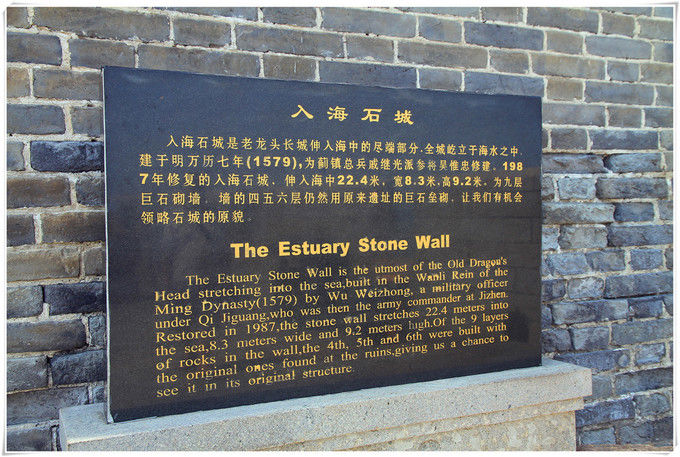 入海石城
入海石城是老龙头长城伸入海中的尽端部分，全城屹立于海水之中，
建于明万历七年(1579)，为蓟镇总兵戚继光派参将吴惟忠修建。198
7年修复的入海石城，伸入海中22.4米，宽8.3米，高9.2米。为九层
巨石砌墙，墙的四五六层仍然用原来遗址的巨石垒砌，让我们有机会
领略石城的原貌。
The Estuary Stone Wall
The Estuary Stone Wall is the utmost of the Old Dragon's
Head stretching into the sea,built in the Wanli Rein of the
Ming Dynasty(1579) by Wu Weizhong, a military officer
under Qi Jiguang,who was then the army commander at Jizhen.
Restored in 1987,the stone wall stretches 22.4 meters into
the sea,8.3 meters wide and 9.2 meters high.Of the 9 layers
of rocks in the wall,the 4th, 5th and 6th were built with
the original ones found at the ruins,giving us a chance to
see it in its original structure.